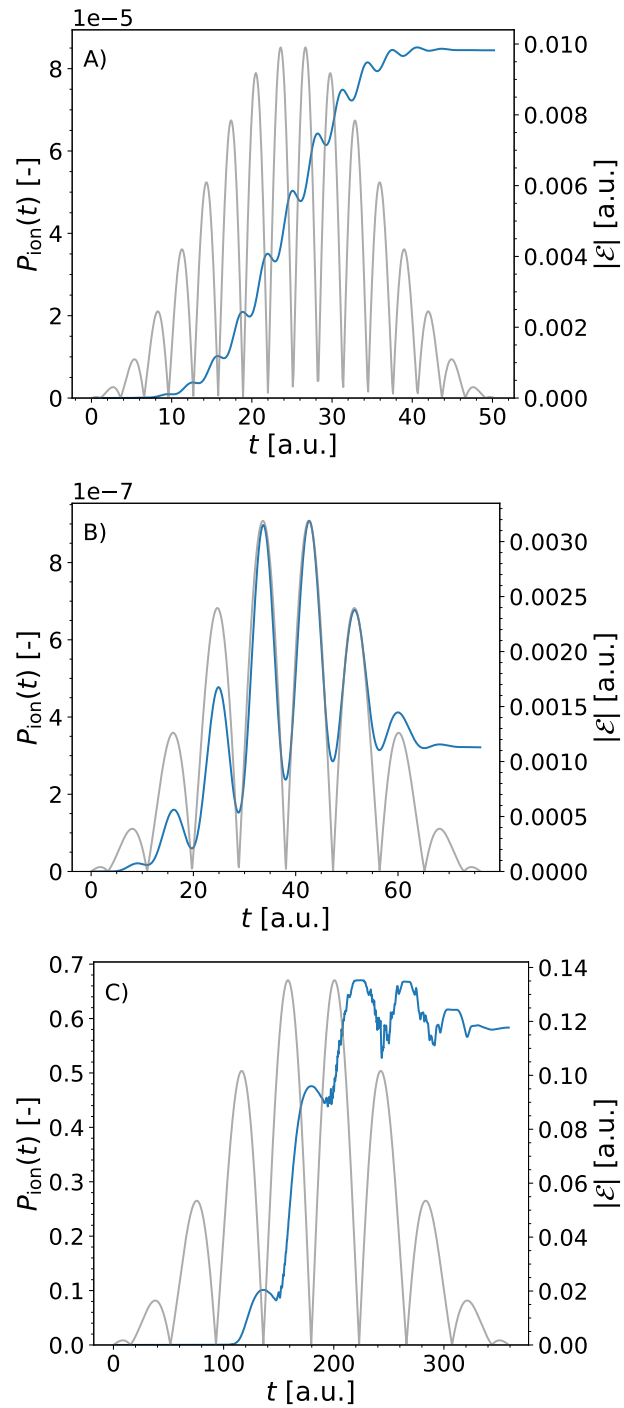 1e−5
A)
P_ion(t) [-]
|ℰ| [a.u.]
8
6
4
2
0
0.010
0.008
0.006
0.004
0.002
0.000
0 10 20 30 40 50
t [a.u.]
1e−7
B)
P_ion(t) [-]
|ℰ| [a.u.]
8
6
4
2
0
0.0030
0.0025
0.0020
0.0015
0.0010
0.0005
0.0000
0 20 40 60
t [a.u.]
C)
P_ion(t) [-]
|ℰ| [a.u.]
0.7
0.6
0.5
0.4
0.3
0.2
0.1
0.0
0.14
0.12
0.10
0.08
0.06
0.04
0.02
0.00
0 100 200 300
t [a.u.]